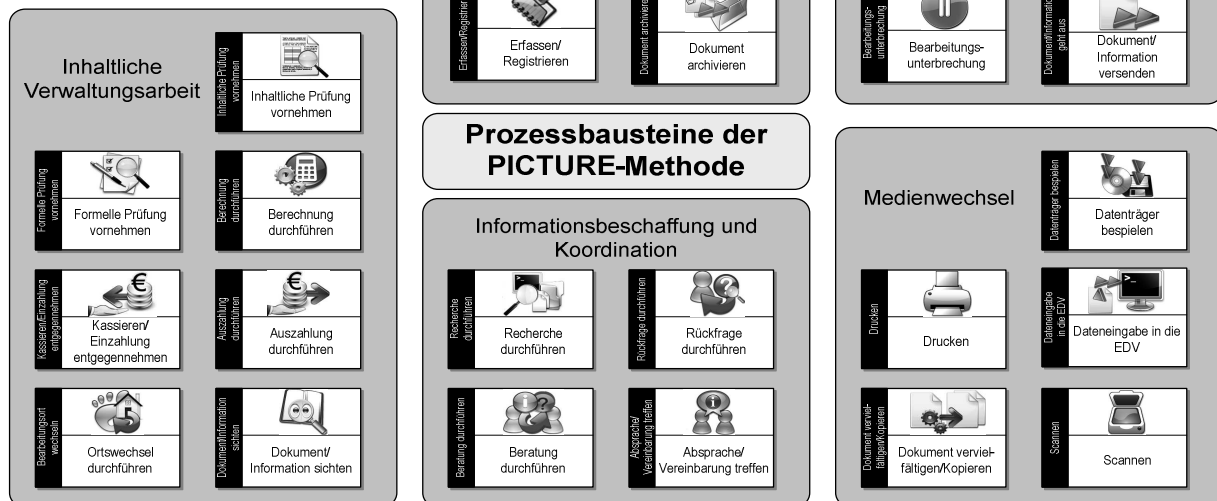 Inhaltliche
Verwaltungsarbeit
Inhaltliche Prüfung
vornehmen
Inhaltliche Prüfung
vornehmen
Formelle Prüfung
vornehmen
Formelle Prüfung
vornehmen
Berechnung
durchführen
Berechnung
durchführen
Kassieren/Einzahlung
entgegennehmen
Kassieren/
Einzahlung
entgegennehmen
Auszahlung
durchführen
Auszahlung
durchführen
Bearbeitungsort
wechseln
Ortswechsel
durchführen
Dokument/Information
sichten
Dokument/
Information sichten
Erfassen/Registrier
Erfassen/
Registrieren
Dokument archiviere
Dokument
archivieren
Prozessbausteine der
PICTURE-Methode
Informationsbeschaffung und
Koordination
Recherche
durchführen
Recherche
durchführen
Rückfrage durchführen
Rückfrage
durchführen
Beratung durchführen
Beratung
durchführen
Absprache/
Vereinbarung treffen
Absprache/
Vereinbarung treffen
Bearbeitungs-
unterbrechung
Bearbeitungs-
unterbrechung
Dokument/Informatio
geht aus
Dokument/
Information
versenden
Medienwechsel
Datenträger bespielen
Datenträger
bespielen
Drucken
Drucken
Dateneingabe
in die EDV
Dateneingabe in die
EDV
Dokument verviel-
fältigen/Kopieren
Dokument verviel-
fältigen/Kopieren
Scannen
Scannen